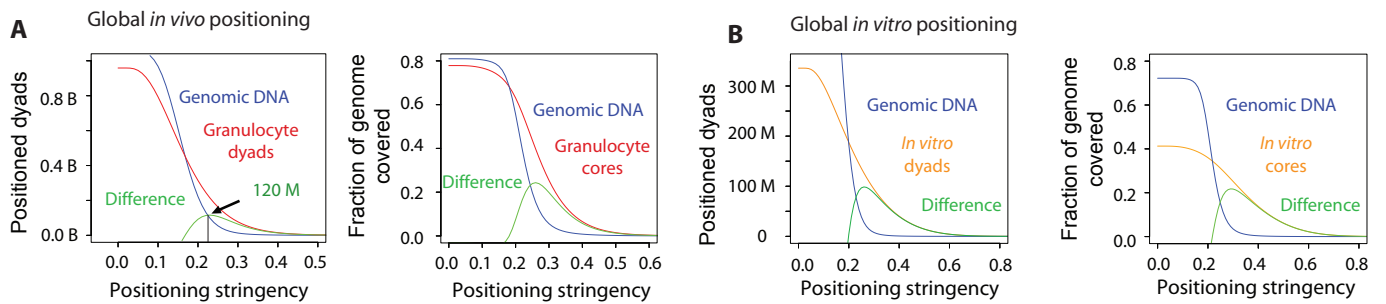 A
Global in vivo positioning
Positioned dyads
0.8 B
0.4 B
0.0 B
Genomic DNA
Granulocyte
dyads
Difference
120 M
0.0 0.1 0.2 0.3 0.4 0.5
Positioning stringency
Fraction of genome
covered
0.8
0.6
0.4
0.2
0.0
Genomic DNA
Granulocyte
cores
Difference
0.0 0.1 0.2 0.3 0.4 0.5 0.6
Positioning stringency
B
Global in vitro positioning
Positioned dyads
300 M
200 M
100 M
0
Genomic DNA
In vitro
dyads
Difference
0.0 0.2 0.4 0.6 0.8
Positioning stringency
Fraction of genome
covered
0.8
0.6
0.4
0.2
0.0
Genomic DNA
In vitro
cores
Difference
0.0 0.2 0.4 0.6 0.8
Positioning stringency